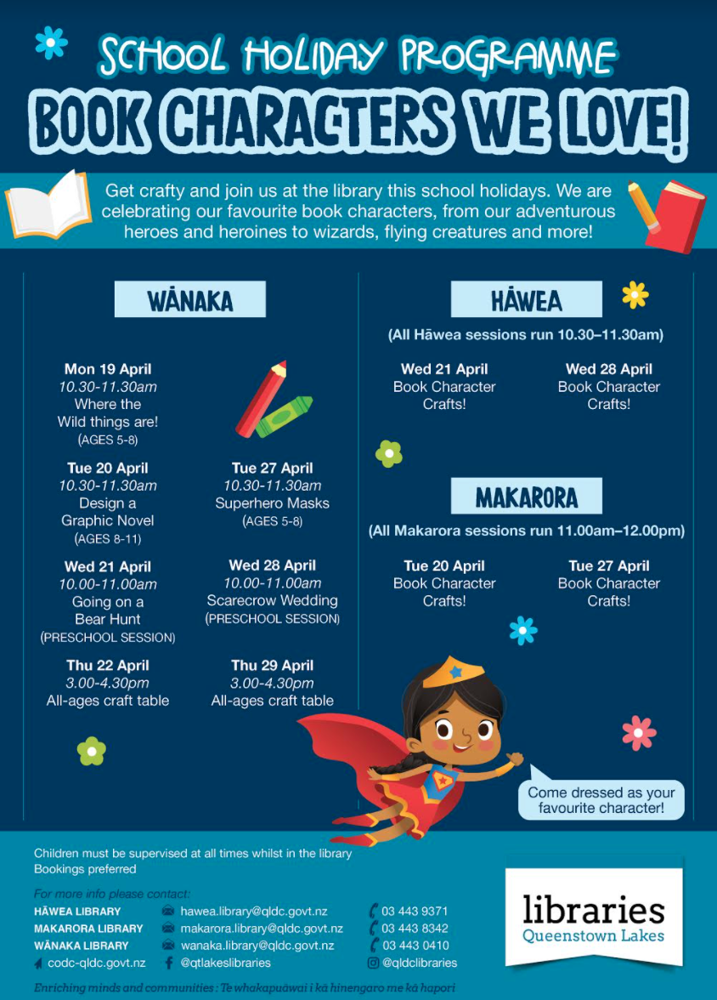 SCHOOL HOLIDAY PROGRAMME
BOOK CHARACTERS WE LOVE!
Get crafty and join us at the library this school holidays. We are
celebrating our favourite book characters, from our adventurous
heroes and heroines to wizards, flying creatures and more!
WĀNAKA
Mon 19 April
10.30-11.30am
Where the
Wild things are!
(AGES 5-8)
Tue 20 April
10.30-11.30am
Design a
Graphic Novel
(AGES 8-11)
Wed 21 April
10.00-11.00am
Going on a
Bear Hunt
(PRESCHOOL SESSION)
Thu 22 April
3.00-4.30pm
All-ages craft table
Tue 27 April
10.30-11.30am
Superhero Masks
(AGES 5-8)
Wed 28 April
10.00-11.00am
Scarecrow Wedding
(PRESCHOOL SESSION)
Thu 29 April
3.00-4.30pm
All-ages craft table
HĀWEA
(All Hāwea sessions run 10.30–11.30am)
Wed 21 April
Book Character
Crafts!
Wed 28 April
Book Character
Crafts!
MAKARORA
(All Makarora sessions run 11.00am–12.00pm)
Tue 20 April
Book Character
Crafts!
Tue 27 April
Book Character
Crafts!
Come dressed as your
favourite character!
Children must be supervised at all times whilst in the library
Bookings preferred
For more info please contact:
HĀWEA LIBRARY hawea.library@qldc.govt.nz 03 443 9371
MAKARORA LIBRARY makarora.library@qldc.govt.nz 03 443 8342
WĀNAKA LIBRARY wanaka.library@qldc.govt.nz 03 443 0410
codc-qldc.govt.nz @qtlakeslibraries @qldclibraries
Enriching minds and communities : Te whakapuāwai i kā hinengaro me kā hapori
libraries
Queenstown Lakes